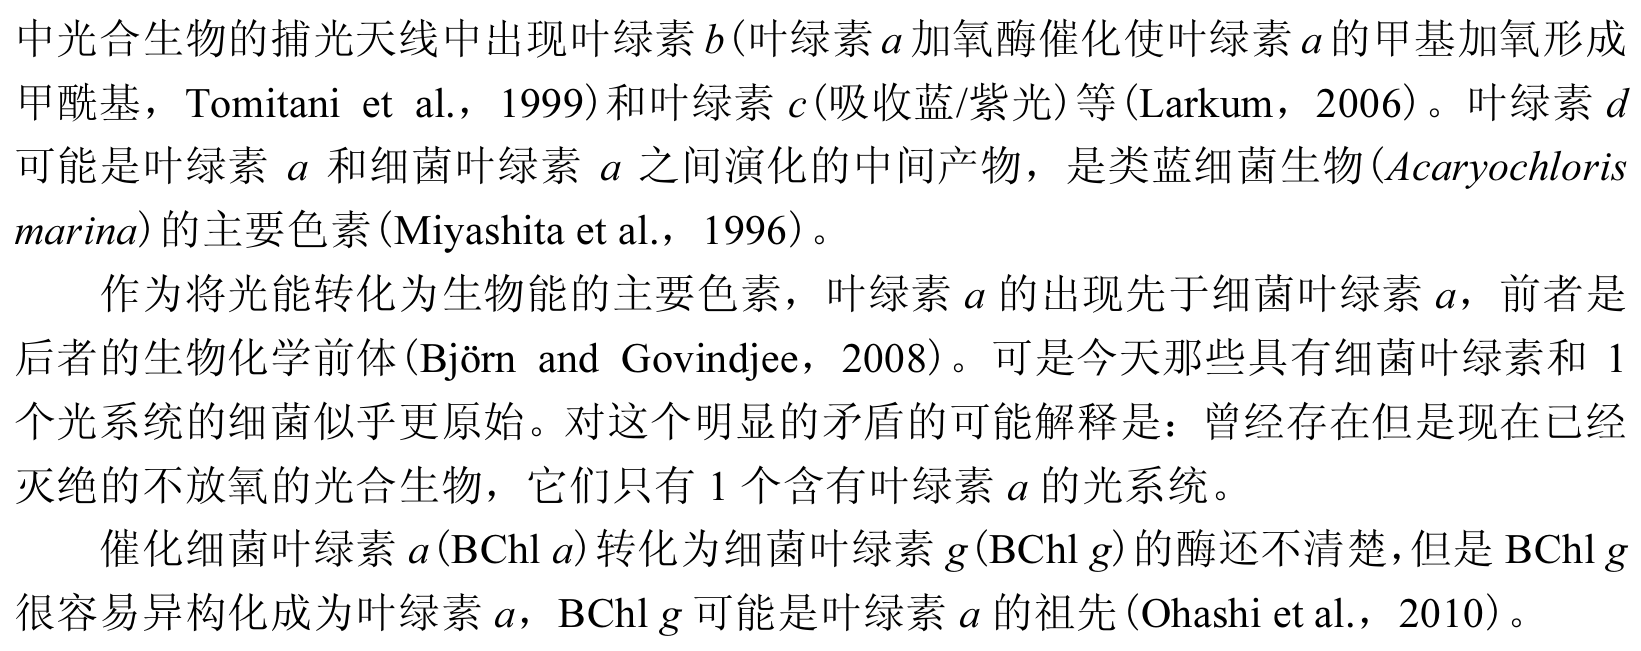 中光合生物的捕光天线中出现叶绿素 b(叶绿素 a 加氧酶催化使叶绿素 a 的甲基加氧形成
甲酰基，Tomitani et al.，1999)和叶绿素 c(吸收蓝/紫光)等(Larkum，2006)。叶绿素 d
可能是叶绿素 a 和细菌叶绿素 a 之间演化的中间产物，是类蓝细菌生物(Acaryochloris
marina)的主要色素(Miyashita et al.，1996)。
作为将光能转化为生物能的主要色素，叶绿素 a 的出现先于细菌叶绿素 a，前者是
后者的生物化学前体(Björn and Govindjee，2008)。可是今天那些具有细菌叶绿素和 1
个光系统的细菌似乎更原始。对这个明显的矛盾的可能解释是：曾经存在但是现在已经
灭绝的不放氧的光合生物，它们只有 1 个含有叶绿素 a 的光系统。
催化细菌叶绿素 a(BChl a)转化为细菌叶绿素 g(BChl g)的酶还不清楚,但是 BChl g
很容易异构化成为叶绿素 a，BChl g 可能是叶绿素 a 的祖先(Ohashi et al.，2010)。